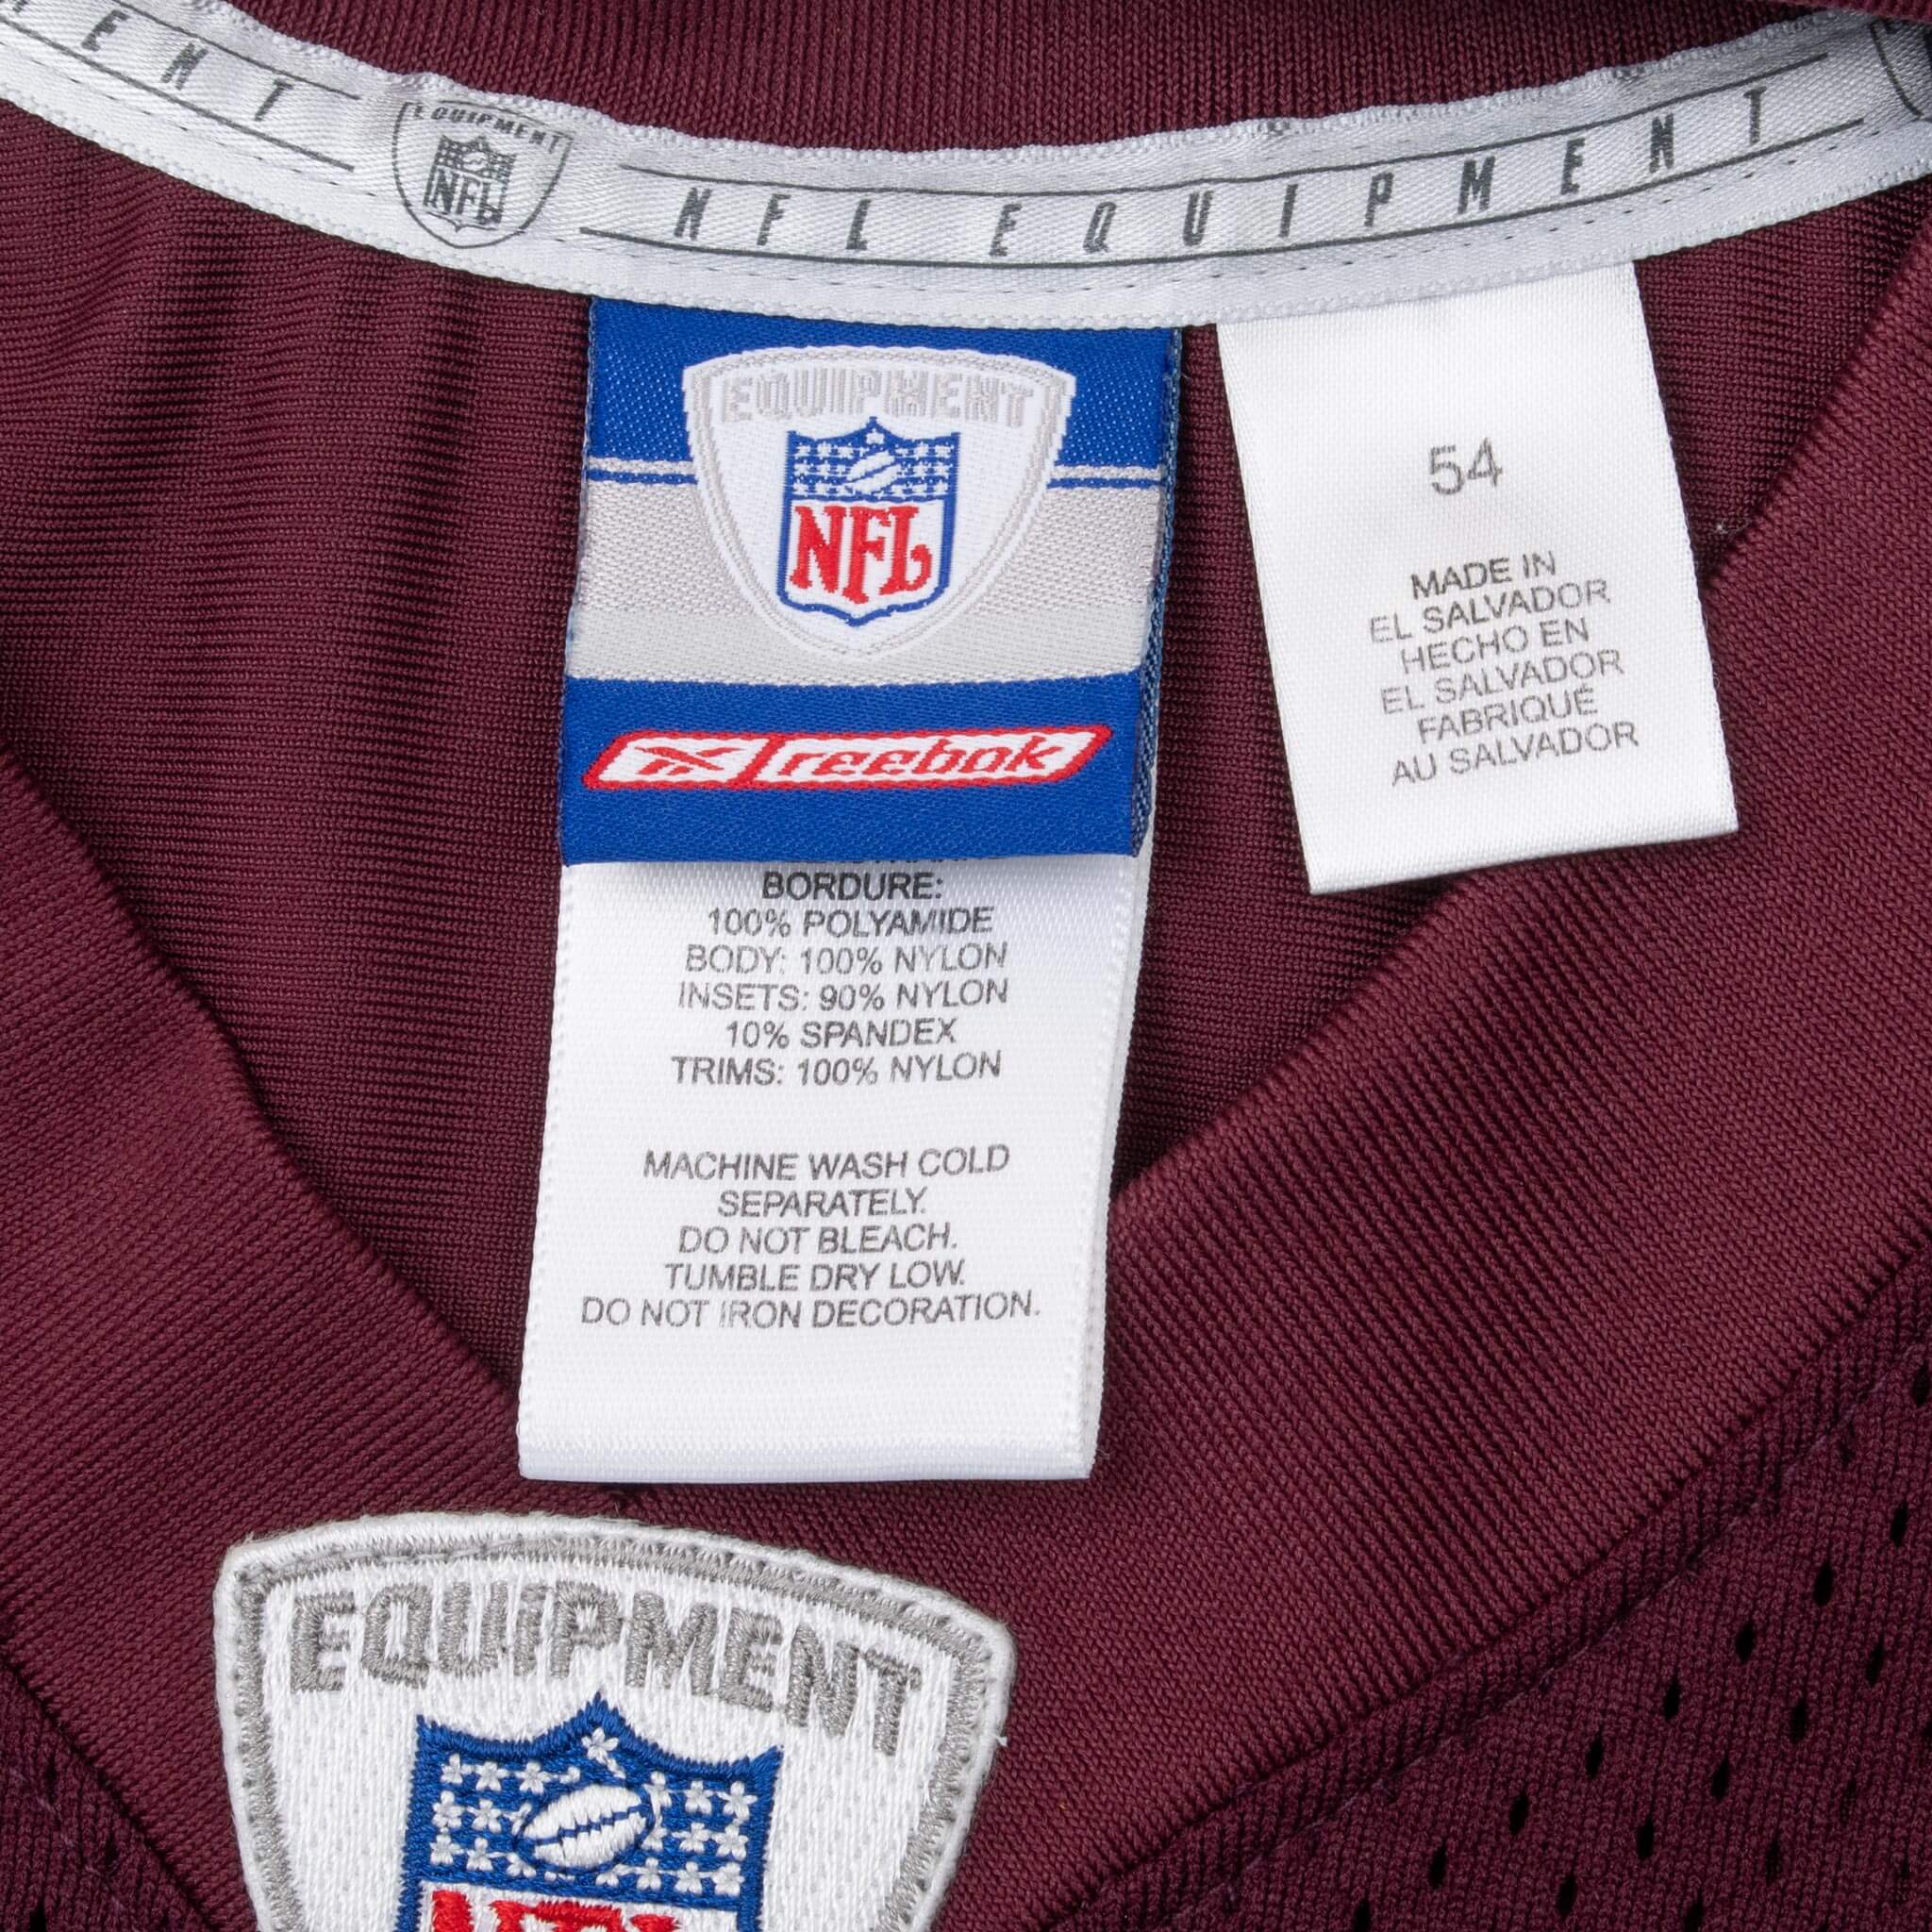 ENT
EQUIPMENT
NFL
NFL EQUIPMENT
EQUIPMENT
NFL
reebok
54
MADE IN
EL SALVADOR
HECHO EN
EL SALVADOR
FABRIQUÉ
AU SALVADOR
BORDURE:
100% POLYAMIDE
BODY: 100% NYLON
INSETS: 90% NYLON
10% SPANDEX
TRIMS: 100% NYLON
MACHINE WASH COLD
SEPARATELY.
DO NOT BLEACH.
TUMBLE DRY LOW.
DO NOT IRON DECORATION.
EQUIPMENT
NFL